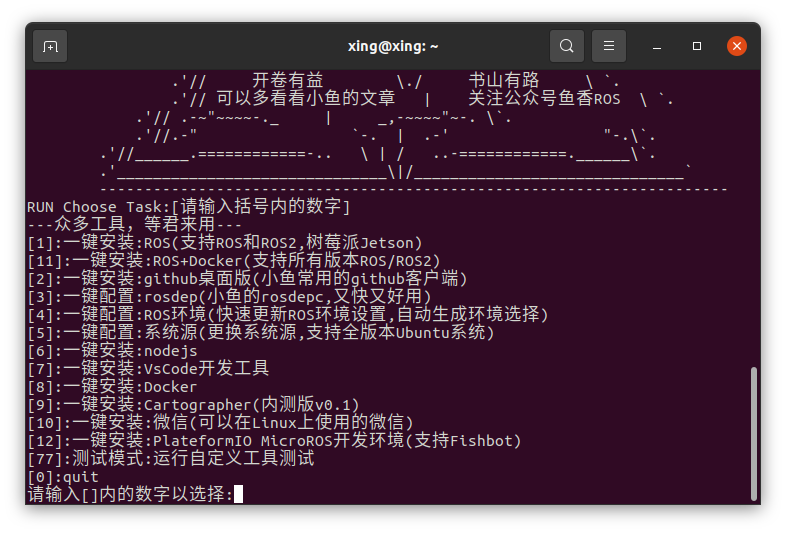 xing@xing: ~
.'//     开卷有益        \./     书山有路     \ `.
.'// 可以多看看小鱼的文章   |    关注公众号鱼香ROS  \ `.
.'// .-~"~~~~-._     |     _,-~~~~"~-. \`.
.'//.-"                 `-.  |  .-'                 "-.\`.
.'//______.============-..   \ | /   ..-============.______\`.
.'______________________________\|/______________________________`
----------------------------------------------------------------------
RUN Choose Task:[请输入括号内的数字]
---众多工具，等君来用---
[1]:一键安装:ROS(支持ROS和ROS2,树莓派Jetson)
[11]:一键安装:ROS+Docker(支持所有版本ROS/ROS2)
[2]:一键安装:github桌面版(小鱼常用的github客户端)
[3]:一键配置:rosdep(小鱼的rosdepc,又快又好用)
[4]:一键配置:ROS环境(快速更新ROS环境设置,自动生成环境选择)
[5]:一键配置:系统源(更换系统源,支持全版本Ubuntu系统)
[6]:一键安装:nodejs
[7]:一键安装:VsCode开发工具
[8]:一键安装:Docker
[9]:一键安装:Cartographer(内测版v0.1)
[10]:一键安装:微信(可以在Linux上使用的微信)
[12]:一键安装:PlateformIO MicroROS开发环境(支持Fishbot)
[77]:测试模式:运行自定义工具测试
[0]:quit
请输入[]内的数字以选择: